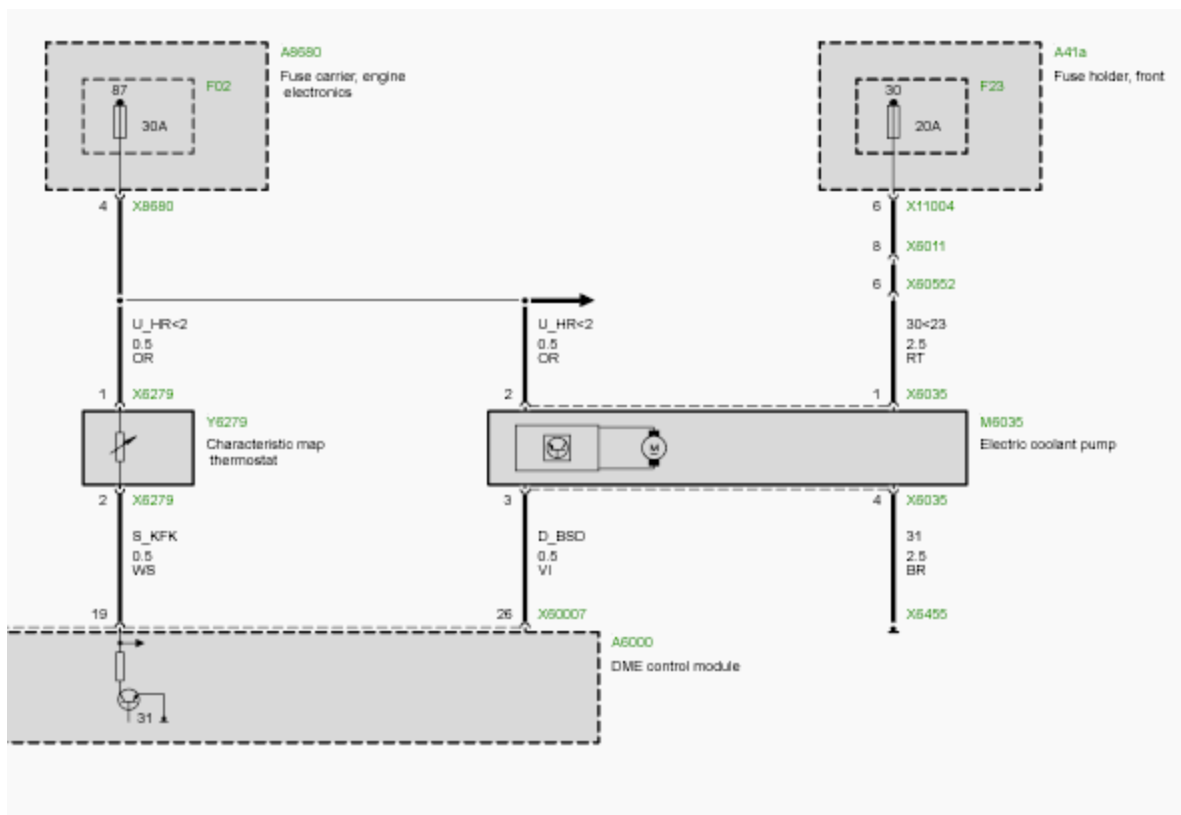 A8680
Fuse carrier, engine
electronics
F02
87
30A
A41a
Fuse holder, front
F23
30
20A
4 X8680
6 X11004
8 X6011
6 X60552
U_HR<2
0.5
OR
U_HR<2
0.5
OR
30<23
2.5
RT
1 X6279
2
1 X6035
Y6279
Characteristic map
thermostat
M
M6035
Electric coolant pump
2 X6279
3
4 X6035
S_KFK
0.5
WS
D_BSD
0.5
VI
31
2.5
BR
19
26 X60007
X6455
A6000
DME control module
31